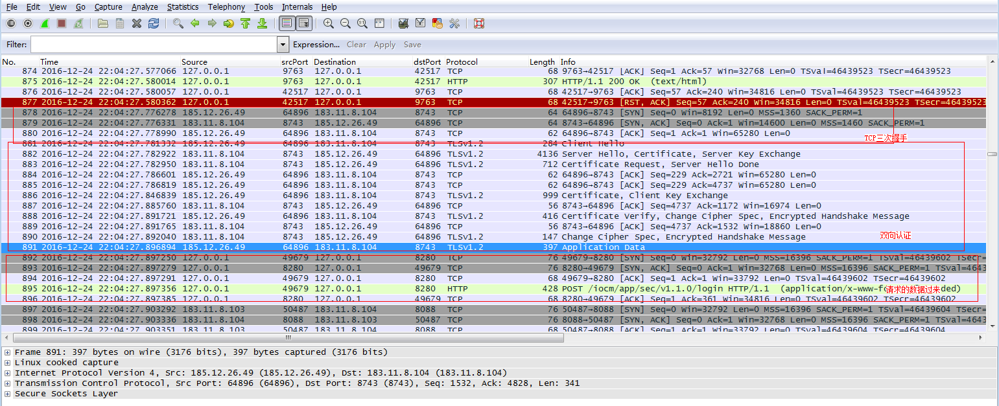 File Edit View Go Capture Analyze Statistics Telephony Tools Internals Help
Filter: Expression... Clear Apply Save
No. Time Source srcPort Destination dstPort Protocol Length Info
874 2016-12-24 22:04:27.577066 127.0.0.1 9763 127.0.0.1 42517 TCP 68 9763→42517 [ACK] Seq=1 Ack=57 Win=32768 Len=0 TSval=46439523 TSecr=46439523
875 2016-12-24 22:04:27.580014 127.0.0.1 9763 127.0.0.1 42517 HTTP 307 HTTP/1.1 200 OK (text/html)
876 2016-12-24 22:04:27.580057 127.0.0.1 42517 127.0.0.1 9763 TCP 68 42517→9763 [ACK] Seq=57 Ack=240 Win=34816 Len=0 TSval=46439523 TSecr=46439523
877 2016-12-24 22:04:27.580362 127.0.0.1 42517 127.0.0.1 9763 TCP 68 42517→9763 [RST, ACK] Seq=57 Ack=240 Win=34816 Len=0 TSval=46439523 TSecr=46439523
878 2016-12-24 22:04:27.776278 185.12.26.49 64896 183.11.8.104 8743 TCP 64 64896→8743 [SYN] Seq=0 Win=8192 Len=0 MSS=1360 SACK_PERM=1
879 2016-12-24 22:04:27.776331 183.11.8.104 8743 185.12.26.49 64896 TCP 64 8743→64896 [SYN, ACK] Seq=0 Ack=1 Win=14600 Len=0 MSS=1460 SACK_PERM=1
880 2016-12-24 22:04:27.778990 185.12.26.49 64896 183.11.8.104 8743 TCP 62 64896→8743 [ACK] Seq=1 Ack=1 Win=65280 Len=0
TCP三次握手
881 2016-12-24 22:04:27.781332 185.12.26.49 64896 183.11.8.104 8743 TLSv1.2 284 Client Hello
882 2016-12-24 22:04:27.782922 183.11.8.104 8743 185.12.26.49 64896 TLSv1.2 4136 Server Hello, Certificate, Server Key Exchange
883 2016-12-24 22:04:27.782950 183.11.8.104 8743 185.12.26.49 64896 TLSv1.2 712 Certificate Request, Server Hello Done
884 2016-12-24 22:04:27.786601 185.12.26.49 64896 183.11.8.104 8743 TCP 62 64896→8743 [ACK] Seq=229 Ack=2721 Win=65280 Len=0
885 2016-12-24 22:04:27.786819 185.12.26.49 64896 183.11.8.104 8743 TCP 62 64896→8743 [ACK] Seq=229 Ack=4737 Win=65280 Len=0
886 2016-12-24 22:04:27.846839 185.12.26.49 64896 183.11.8.104 8743 TLSv1.2 999 Certificate, Client Key Exchange
887 2016-12-24 22:04:27.885760 183.11.8.104 8743 185.12.26.49 64896 TCP 56 8743→64896 [ACK] Seq=4737 Ack=1172 Win=16974 Len=0
888 2016-12-24 22:04:27.891721 185.12.26.49 64896 183.11.8.104 8743 TLSv1.2 416 Certificate Verify, Change Cipher Spec, Encrypted Handshake Message
889 2016-12-24 22:04:27.891765 183.11.8.104 8743 185.12.26.49 64896 TCP 56 8743→64896 [ACK] Seq=4737 Ack=1532 Win=18860 Len=0
890 2016-12-24 22:04:27.892040 183.11.8.104 8743 185.12.26.49 64896 TLSv1.2 147 Change Cipher Spec, Encrypted Handshake Message
双向认证
891 2016-12-24 22:04:27.896894 185.12.26.49 64896 183.11.8.104 8743 TLSv1.2 397 Application Data
892 2016-12-24 22:04:27.897250 127.0.0.1 49679 127.0.0.1 8280 TCP 76 49679→8280 [SYN] Seq=0 Win=32792 Len=0 MSS=16396 SACK_PERM=1 TSval=46439602 TSec
893 2016-12-24 22:04:27.897279 127.0.0.1 8280 127.0.0.1 49679 TCP 76 8280→49679 [SYN, ACK] Seq=0 Ack=1 Win=32768 Len=0 MSS=16396 SACK_PERM=1 TSval=4643
894 2016-12-24 22:04:27.897291 127.0.0.1 49679 127.0.0.1 8280 TCP 68 49679→8280 [ACK] Seq=1 Ack=1 Win=32792 Len=0 TSval=46439602 TSecr=46439602
895 2016-12-24 22:04:27.897356 127.0.0.1 49679 127.0.0.1 8280 HTTP 428 POST /iocm/app/sec/v1.1.0/login HTTP/1.1 (application/x-www-fo ded)
请求的数据过来
896 2016-12-24 22:04:27.897385 127.0.0.1 8280 127.0.0.1 49679 TCP 68 8280→49679 [ACK] Seq=1 Ack=361 Win=34816 Len=0 TSval=46439602 TSecr=46439602
897 2016-12-24 22:04:27.903292 183.11.8.103 50487 183.11.8.104 8088 TCP 76 50487→8088 [SYN] Seq=0 Win=32792 Len=0 MSS=16396 SACK_PERM=1 TSval=46439604 TSec
898 2016-12-24 22:04:27.903336 183.11.8.104 8088 183.11.8.103 50487 TCP 76 8088→50487 [SYN, ACK] Seq=0 Ack=1 Win=32768 Len=0 MSS=16396 SACK_PERM=1 TSval=4643
899 2016-12-24 22:04:27.903351 183.11.8.103 50487 183.11.8.104 8088 TCP 68 50487→8088 [ACK] Seq=1 Ack=1 Win=32792 Len=0 TSval=46439604 TSecr=46439604
Frame 891: 397 bytes on wire (3176 bits), 397 bytes captured (3176 bits)
Linux cooked capture
Internet Protocol Version 4, Src: 185.12.26.49 (185.12.26.49), Dst: 183.11.8.104 (183.11.8.104)
Transmission Control Protocol, Src Port: 64896 (64896), Dst Port: 8743 (8743), Seq: 1532, Ack: 4828, Len: 341
Secure Sockets Layer